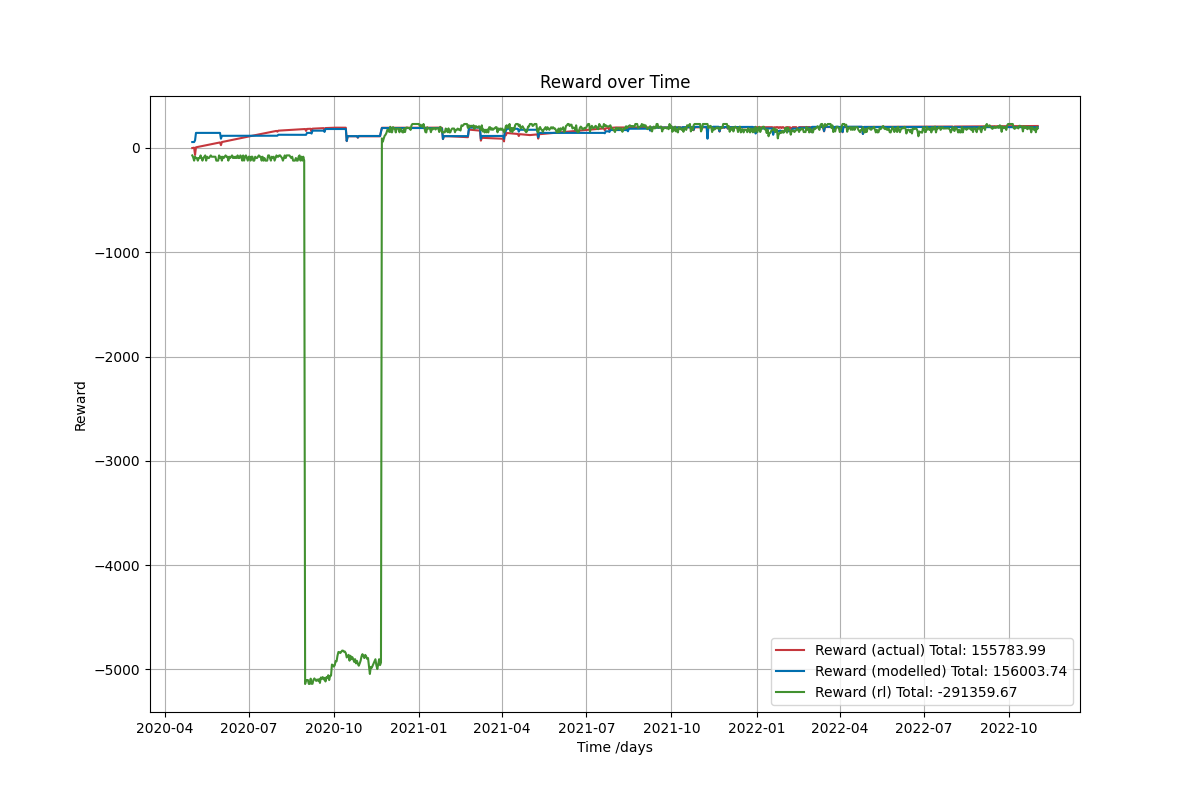 Reward over Time
0
−1000
−2000
−3000
−4000
−5000
Reward
2020-04 2020-07 2020-10 2021-01 2021-04 2021-07 2021-10 2022-01 2022-04 2022-07 2022-10
Time /days
Reward (actual) Total: 155783.99
Reward (modelled) Total: 156003.74
Reward (rl) Total: -291359.67